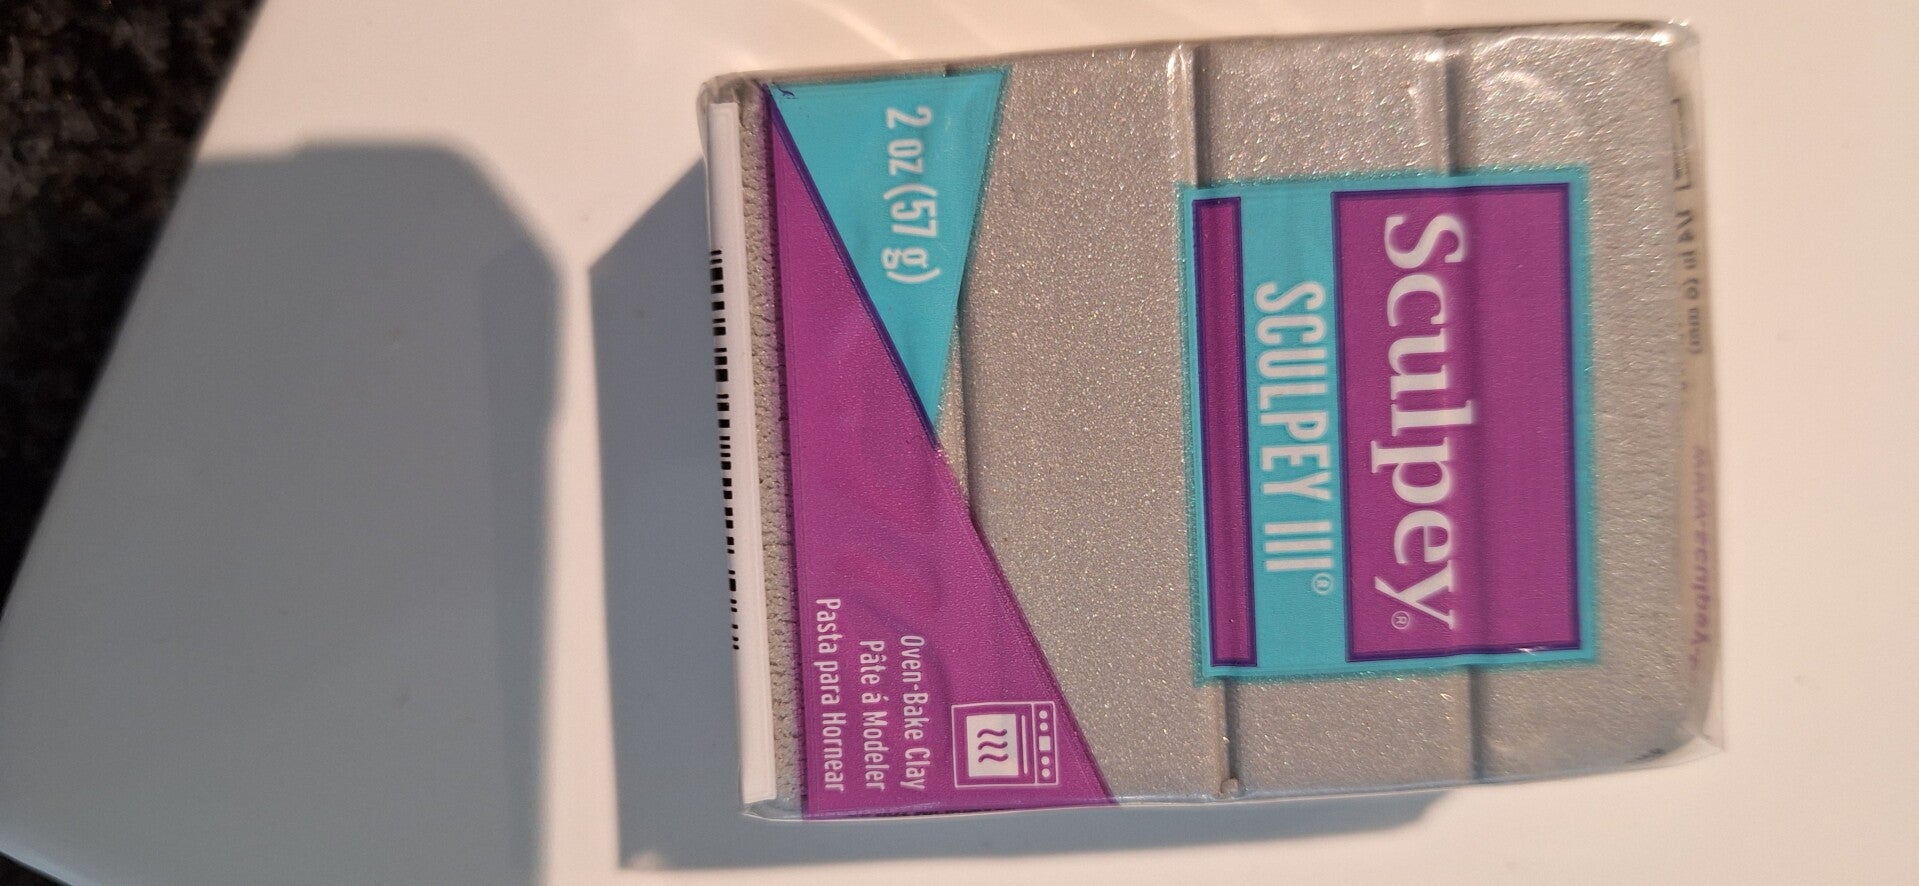 Sculpey®
SCULPEY III®
2 oz (57 g)
Oven-Bake Clay
Pâte á Modeler
Pasta para Hornear